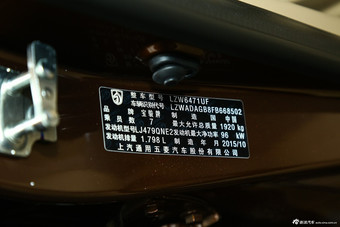 整车型号 LZW6471UF
车辆识别代号 LZWADAGB8FB668502
品牌 宝骏牌 制造国 中国
乘员数 7 最大允许总质量 1920 kg
发动机型号 LJ479QNE2 发动机最大净功率 96 kW
发动机排量 1.798 L 制造年月 2015/10
上汽通用五菱汽车股份有限公司